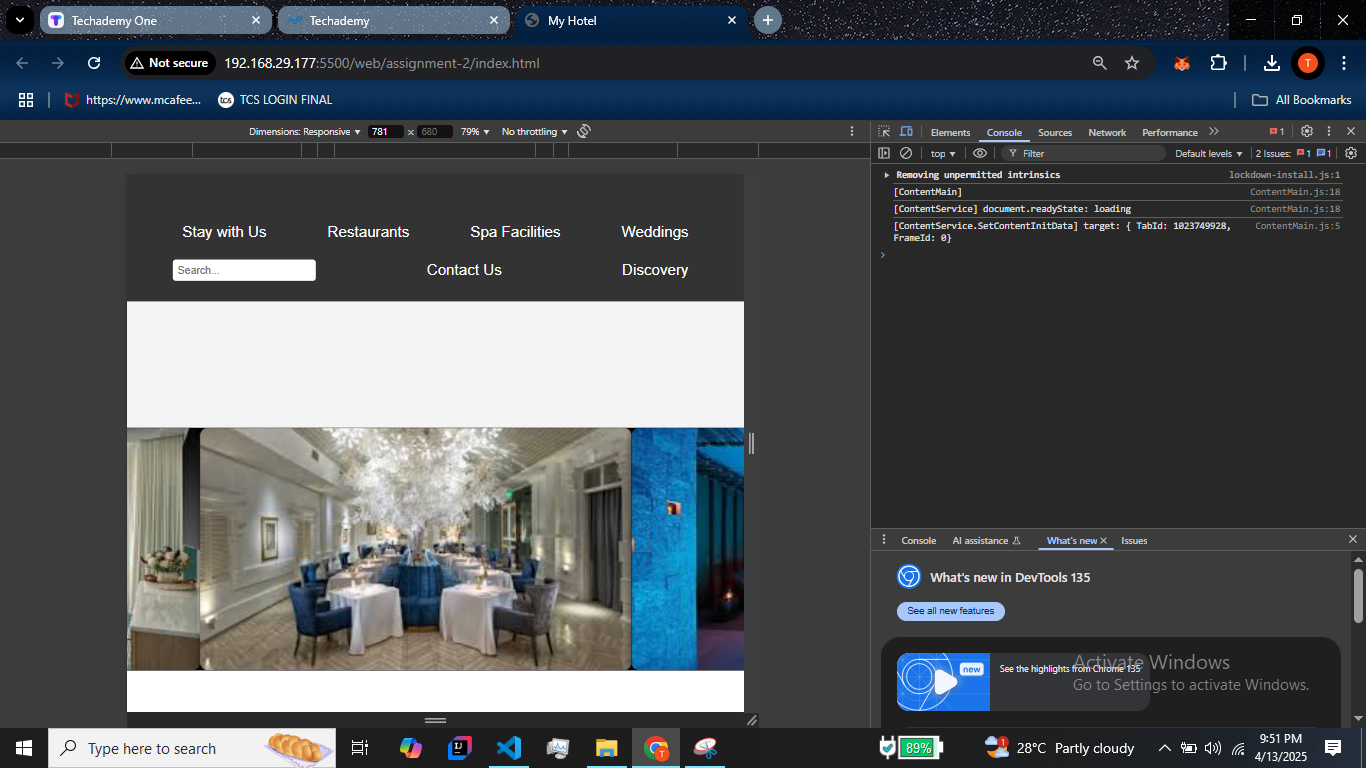 Techademy One
Techademy
My Hotel
Not secure
192.168.29.177:5500/web/assignment-2/index.html
T
https://www.mcafee...
tcs
TCS LOGIN FINAL
All Bookmarks
Dimensions: Responsive
781
×
680
79%
No throttling
Elements
Console
Sources
Network
Performance
1
top
Filter
Default levels
2 Issues:
1
1
Removing unpermitted intrinsics
lockdown-install.js:1
[ContentMain]
ContentMain.js:18
[ContentService] document.readyState: loading
ContentMain.js:18
[ContentService.SetContentInitData] target: { TabId: 1023749928,
FrameId: 0}
ContentMain.js:5
Stay with Us
Restaurants
Spa Facilities
Weddings
Search...
Contact Us
Discovery
Console
AI assistance
What's new
Issues
What's new in DevTools 135
See all new features
new
See the highlights from Chrome 135
Activate Windows
Go to Settings to activate Windows.
Type here to search
T
89%
1
28°C Partly cloudy
9:51 PM
4/13/2025